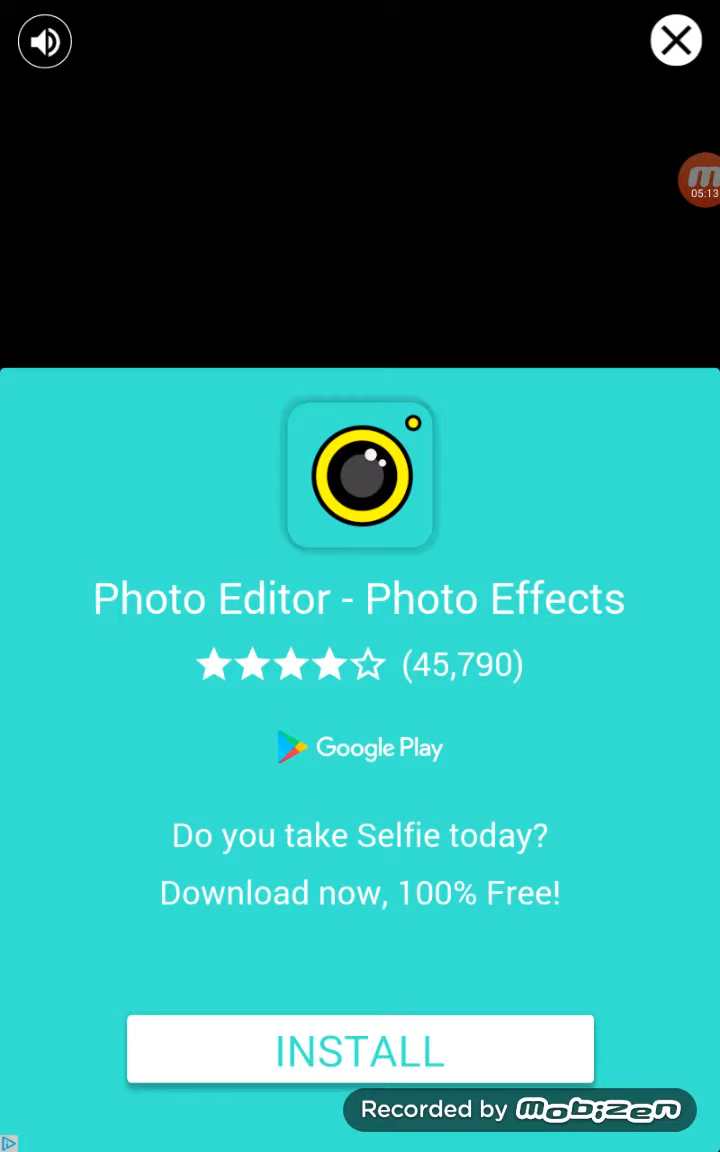 05:13
Photo Editor - Photo Effects
(45,790)
Google Play
Do you take Selfie today?
Download now, 100% Free!
INSTALL
Recorded by mobizen